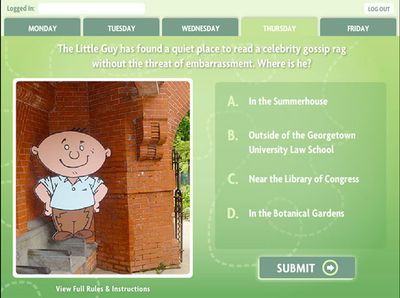 Logged In:
LOG OUT
MONDAY
TUESDAY
WEDNESDAY
THURSDAY
FRIDAY
The Little Guy has found a quiet place to read a celebrity gossip rag
without the threat of embarrassment. Where is he?
A. In the Summerhouse
B. Outside of the Georgetown
University Law School
C. Near the Library of Congress
D. In the Botanical Gardens
SUBMIT
View Full Rules & Instructions